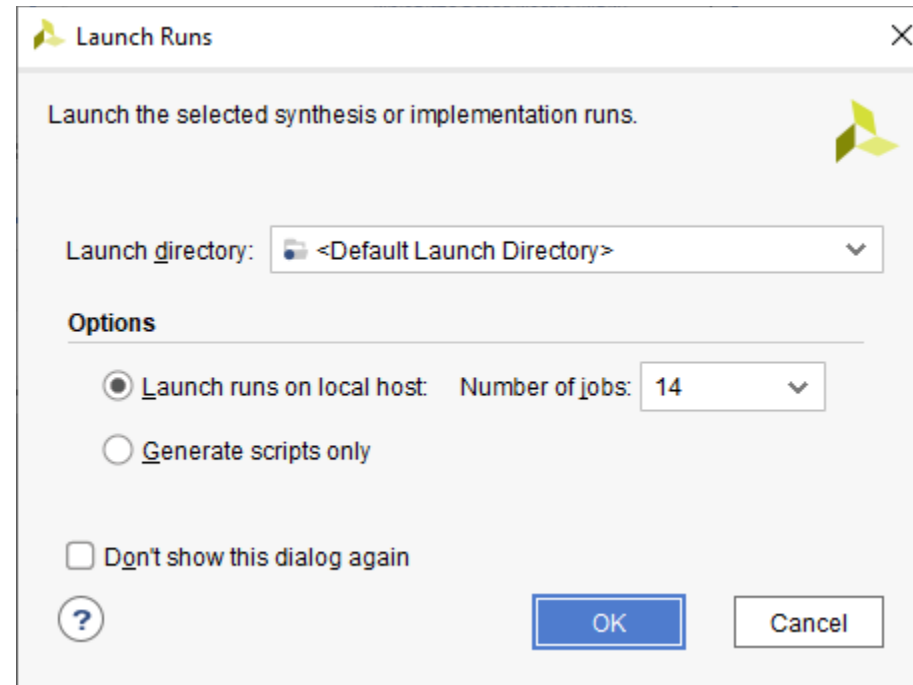 Launch Runs
Launch the selected synthesis or implementation runs.
Launch directory: <Default Launch Directory>
Options
Launch runs on local host: Number of jobs: 14
Generate scripts only
Don't show this dialog again
? OK Cancel